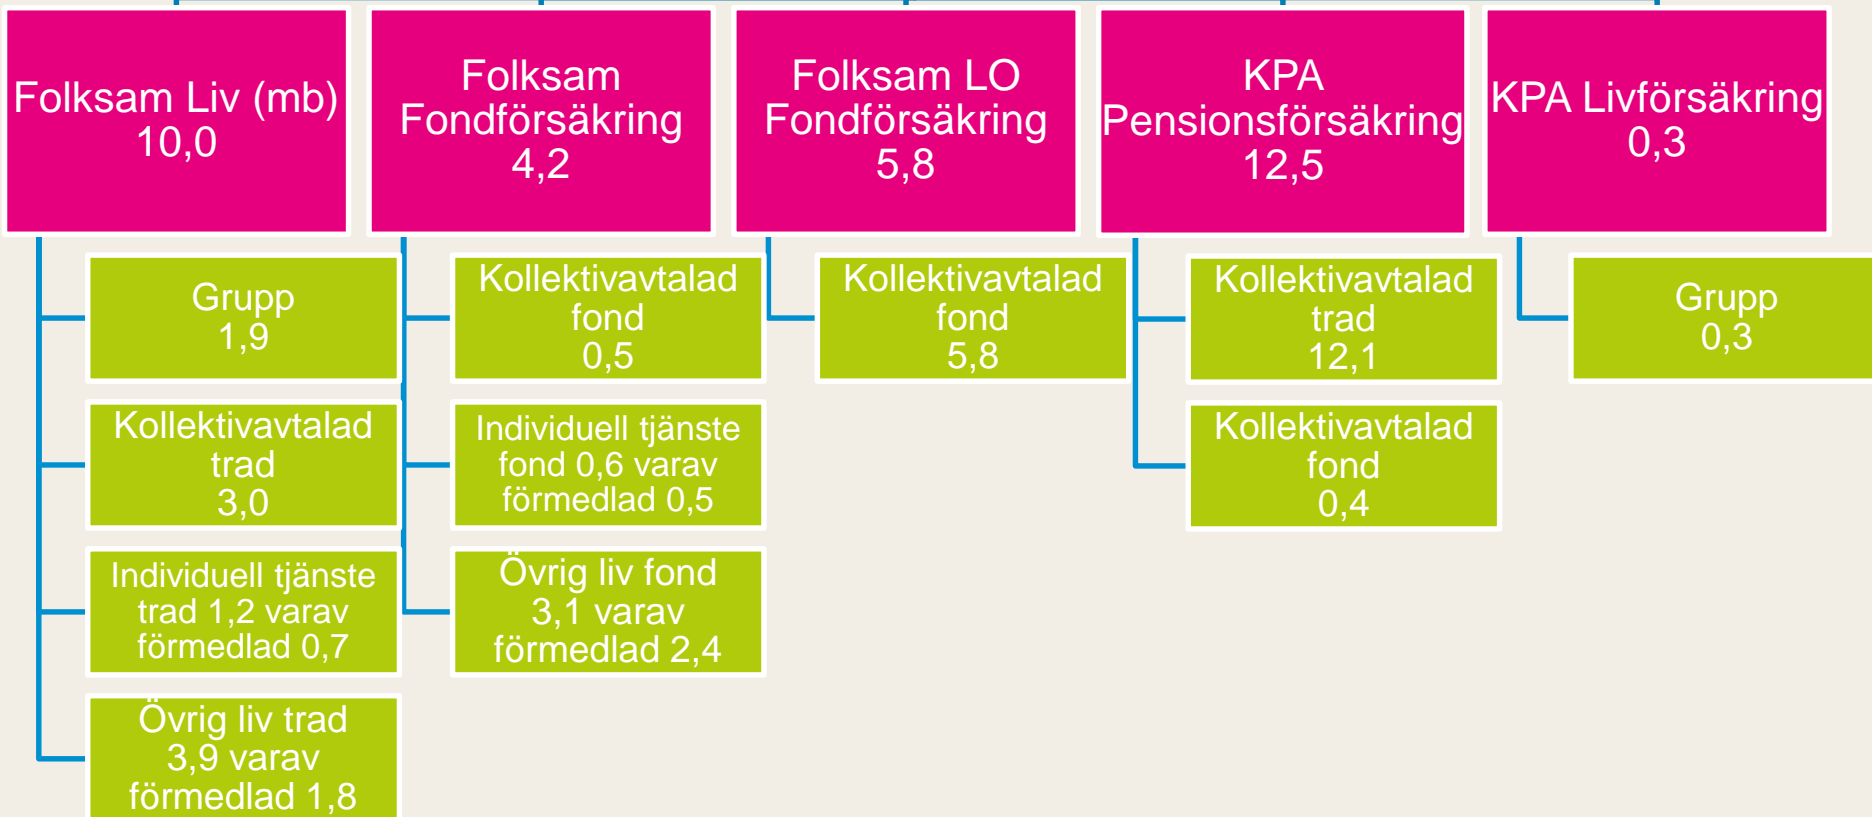 Folksam Liv (mb)
10,0
Folksam
Fondförsäkring
4,2
Folksam LO
Fondförsäkring
5,8
KPA
Pensionsförsäkring
12,5
KPA Livförsäkring
0,3
Grupp
1,9
Kollektivavtalad
trad
3,0
Individuell tjänste
trad 1,2 varav
förmedlad 0,7
Övrig liv trad
3,9 varav
förmedlad 1,8
Kollektivavtalad
fond
0,5
Individuell tjänste
fond 0,6 varav
förmedlad 0,5
Övrig liv fond
3,1 varav
förmedlad 2,4
Kollektivavtalad
fond
5,8
Kollektivavtalad
trad
12,1
Kollektivavtalad
fond
0,4
Grupp
0,3